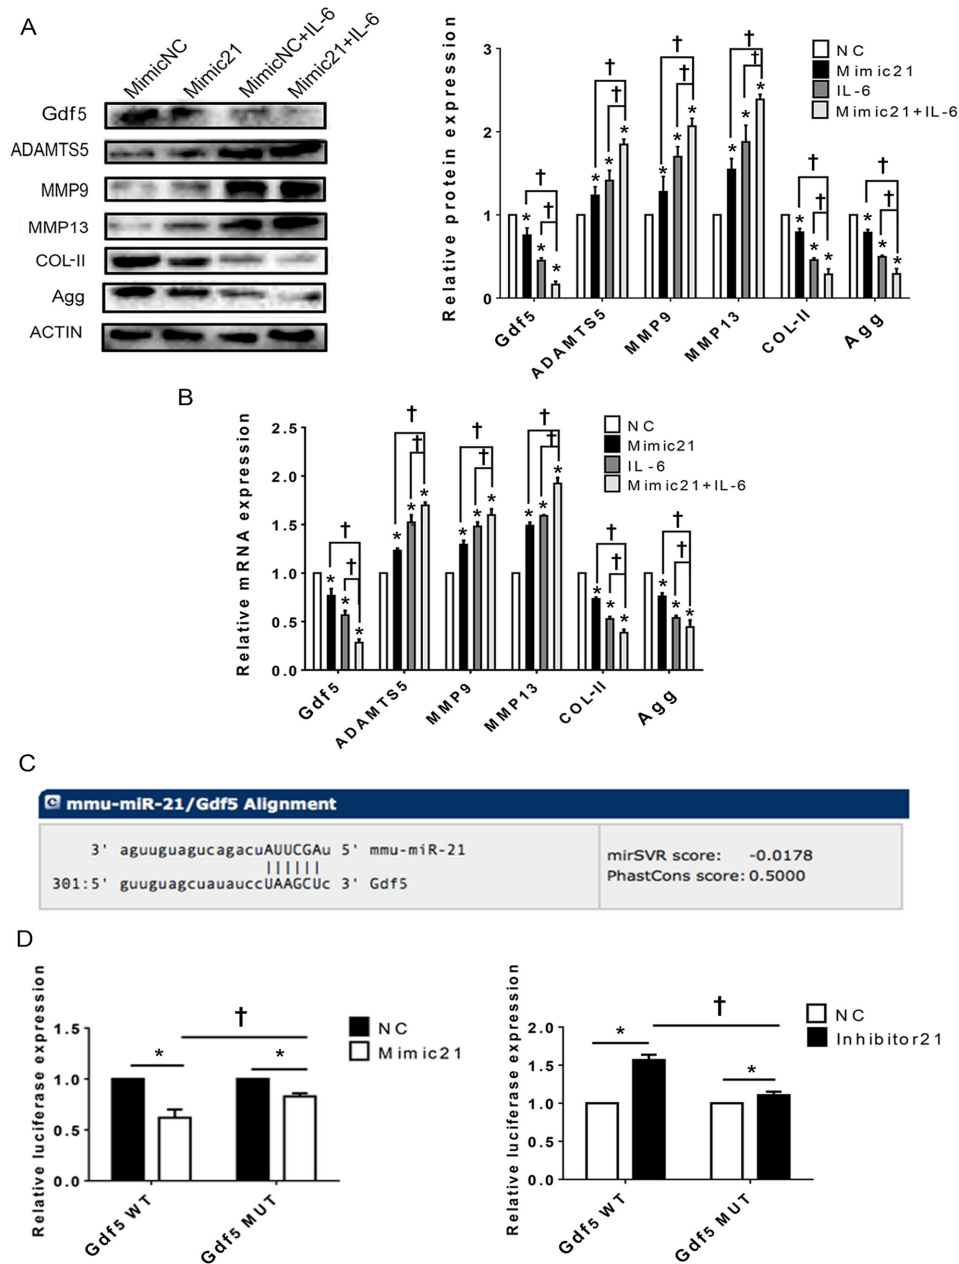 A
MimicNC
Mimic21
MimicNC+IL-6
Mimic21+IL-6
Gdf5
ADAMTS5
MMP9
MMP13
COL-II
Agg
ACTIN
Relative protein expression
3
2
1
0
† † † †
† † † †
† † † †
* * * * * * * * * * * * * * * * * *
Gdf5
ADAMTS5
MMP9
MMP13
COL-II
Agg
NC
Mimic21
IL-6
Mimic21+IL-6
B
Relative mRNA expression
2.5
2.0
1.5
1.0
0.5
0.0
† † † †
† † † †
† † † †
* * * * * * * * * * * * * * * * * *
Gdf5
ADAMTS5
MMP9
MMP13
COL-II
Agg
NC
Mimic21
IL-6
Mimic21+IL-6
C
mmu-miR-21/Gdf5 Alignment
3' aguuguagucagacuAUUCGAu 5' mmu-miR-21
||||||
301:5' guuguagcuauauccUAAGCUc 3' Gdf5
mirSVR score: -0.0178
PhastCons score: 0.5000
D
Relative luciferase expression
1.5
1.0
0.5
0.0
†
* *
Gdf5 WT
Gdf5 MUT
NC
Mimic21
Relative luciferase expression
2.0
1.5
1.0
0.5
0.0
†
* *
Gdf5 WT
Gdf5 MUT
NC
Inhibitor21